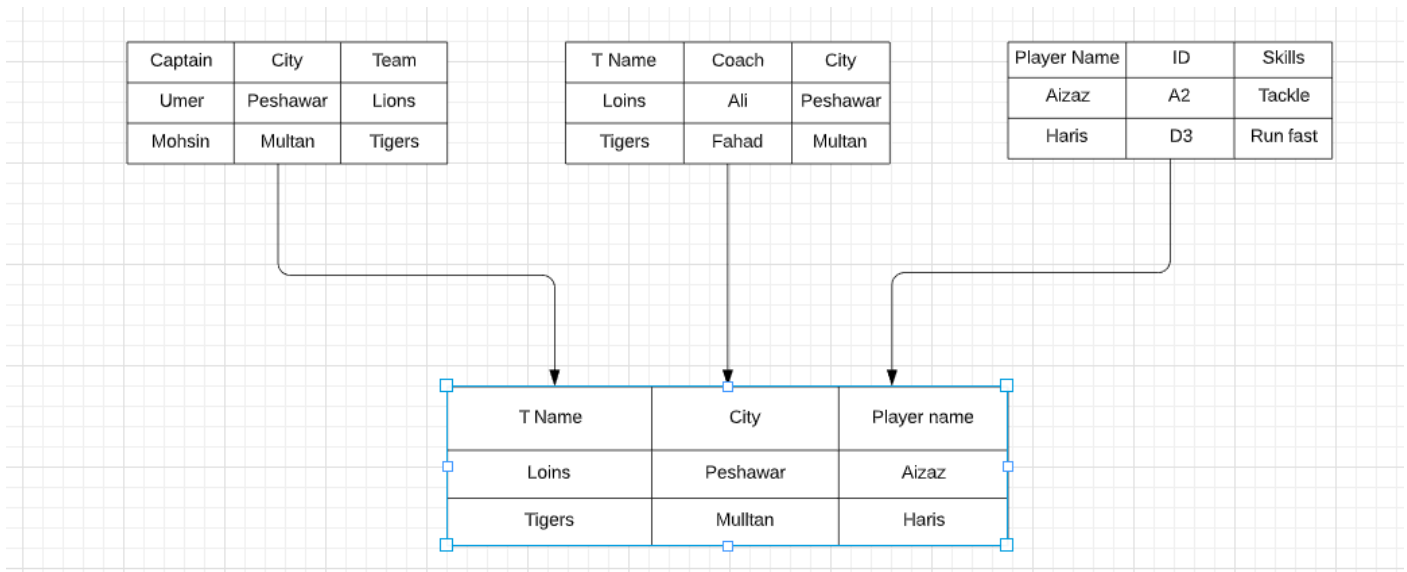 Captain City Team
Umer Peshawar Lions
Mohsin Multan Tigers
T Name Coach City
Loins Ali Peshawar
Tigers Fahad Multan
Player Name ID Skills
Aizaz A2 Tackle
Haris D3 Run fast
T Name City Player name
Loins Peshawar Aizaz
Tigers Mulltan Haris